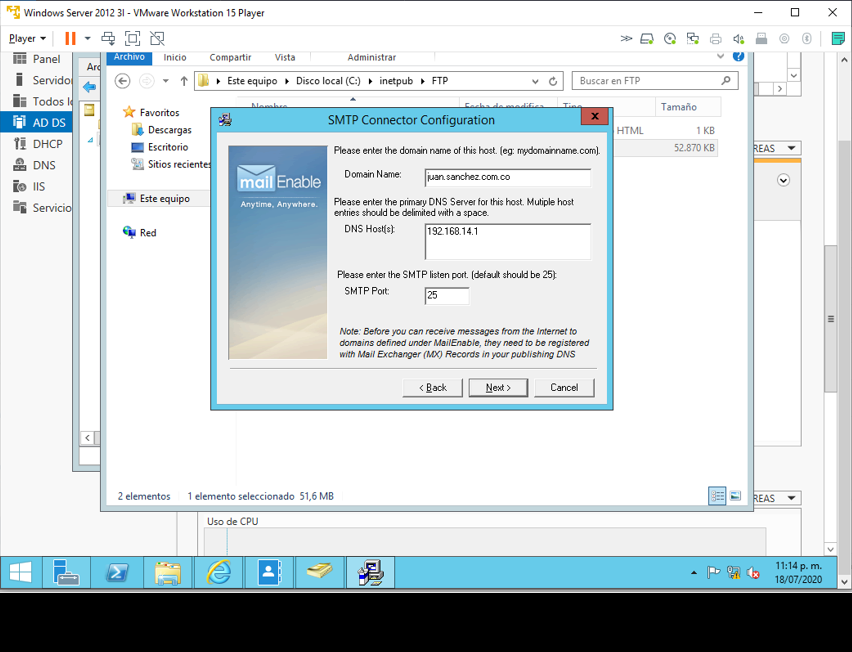 Windows Server 2012 3I - VMware Workstation 15 Player
Player
Archivo Inicio Compartir Vista Administrar
Panel
Servido
Todos lo
AD DS
DHCP
DNS
IIS
Servicio
Arc
Este equipo Disco local (C:) inetpub FTP
Buscar en FTP
Favoritos
Descargas
Escritorio
Sitios recientes
Este equipo
Red
Nombre Fecha de modifica... Tipo Tamaño
HTML 1 KB
52.870 KB
REAS
SMTP Connector Configuration
mailEnable
Anytime, Anywhere.
Please enter the domain name of this host. (eg: mydomainname.com).
Domain Name: juan.sanchez.com.co
Please enter the primary DNS Server for this host. Mutiple host
entries should be delimited with a space.
DNS Host(s): 192.168.14.1
Please enter the SMTP listen port. (default should be 25):
SMTP Port: 25
Note: Before you can receive messages from the Internet to
domains defined under MailEnable, they need to be registered
with Mail Exchanger (MX) Records in your publishing DNS
< Back Next > Cancel
2 elementos 1 elemento seleccionado 51,6 MB
REAS
Uso de CPU
11:14 p. m.
18/07/2020